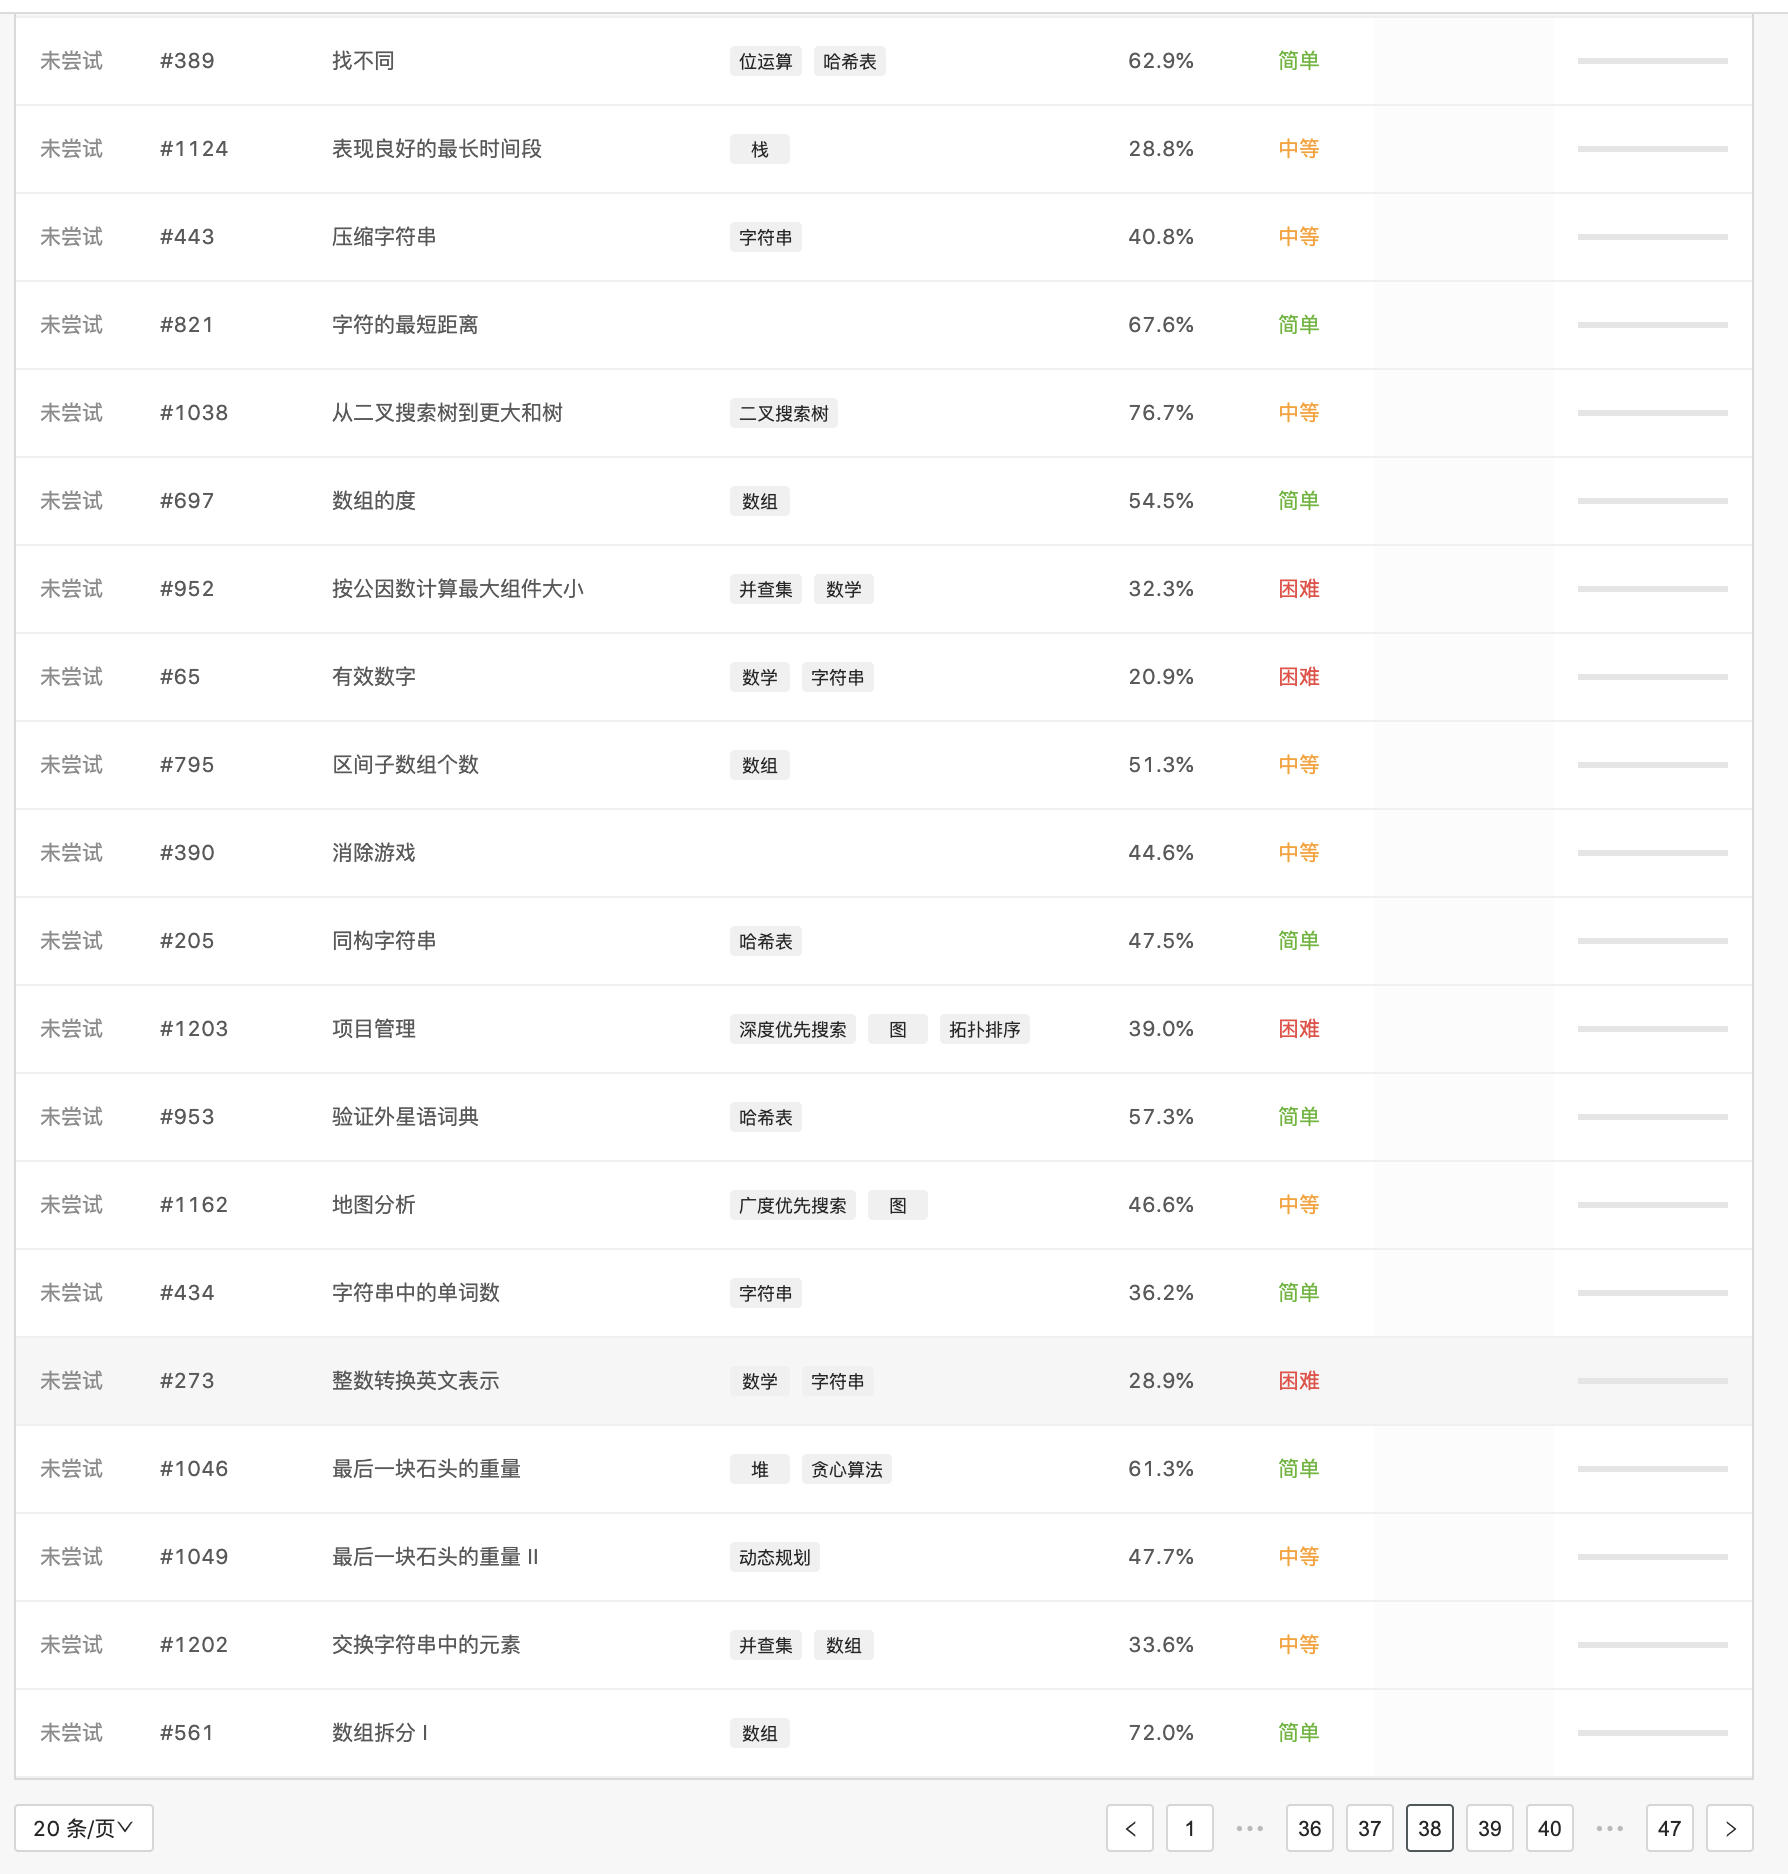 未尝试 #389 找不同 位运算 哈希表 62.9% 简单
未尝试 #1124 表现良好的最长时间段 栈 28.8% 中等
未尝试 #443 压缩字符串 字符串 40.8% 中等
未尝试 #821 字符的最短距离 67.6% 简单
未尝试 #1038 从二叉搜索树到更大和树 二叉搜索树 76.7% 中等
未尝试 #697 数组的度 数组 54.5% 简单
未尝试 #952 按公因数计算最大组件大小 并查集 数学 32.3% 困难
未尝试 #65 有效数字 数学 字符串 20.9% 困难
未尝试 #795 区间子数组个数 数组 51.3% 中等
未尝试 #390 消除游戏 44.6% 中等
未尝试 #205 同构字符串 哈希表 47.5% 简单
未尝试 #1203 项目管理 深度优先搜索 图 拓扑排序 39.0% 困难
未尝试 #953 验证外星语词典 哈希表 57.3% 简单
未尝试 #1162 地图分析 广度优先搜索 图 46.6% 中等
未尝试 #434 字符串中的单词数 字符串 36.2% 简单
未尝试 #273 整数转换英文表示 数学 字符串 28.9% 困难
未尝试 #1046 最后一块石头的重量 堆 贪心算法 61.3% 简单
未尝试 #1049 最后一块石头的重量 II 动态规划 47.7% 中等
未尝试 #1202 交换字符串中的元素 并查集 数组 33.6% 中等
未尝试 #561 数组拆分 I 数组 72.0% 简单
20 条/页 < 1 ••• 36 37 38 39 40 ••• 47 >